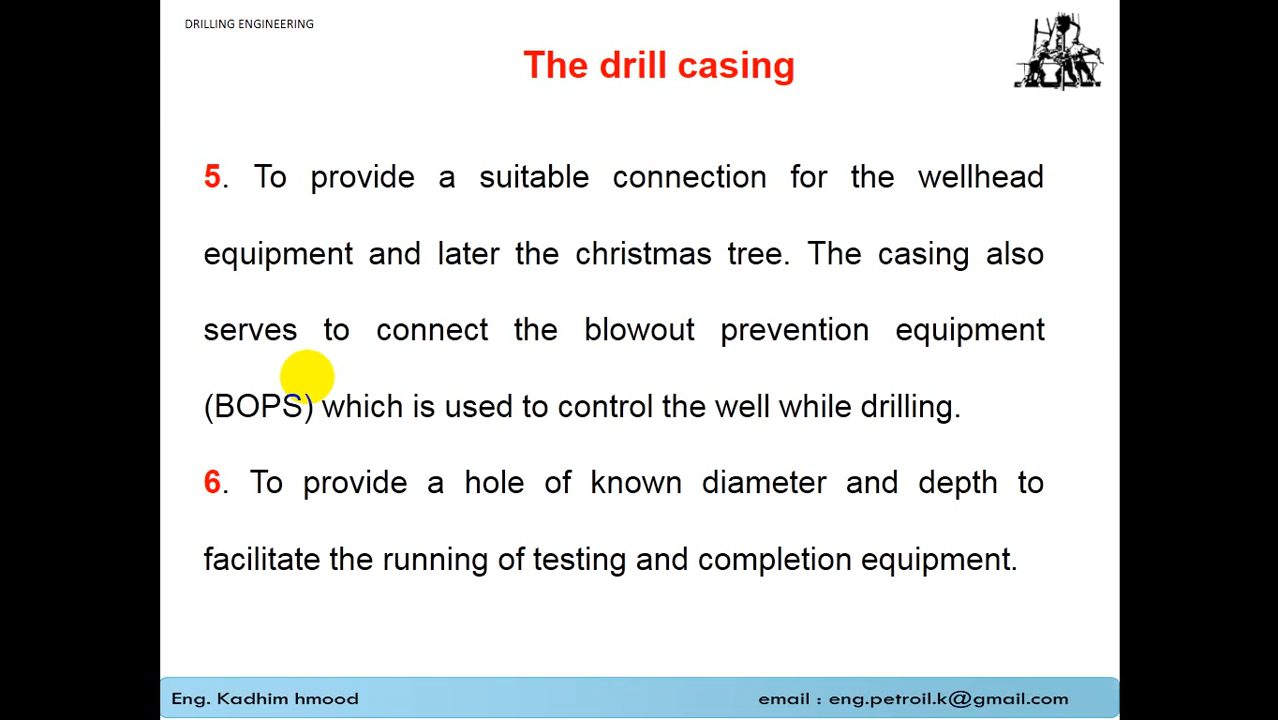 DRILLING ENGINEERING
The drill casing
5. To provide a suitable connection for the wellhead
equipment and later the christmas tree. The casing also
serves to connect the blowout prevention equipment
(BOPS) which is used to control the well while drilling.
6. To provide a hole of known diameter and depth to
facilitate the running of testing and completion equipment.
Eng. Kadhim hmood email : eng.petroil.k@gmail.com